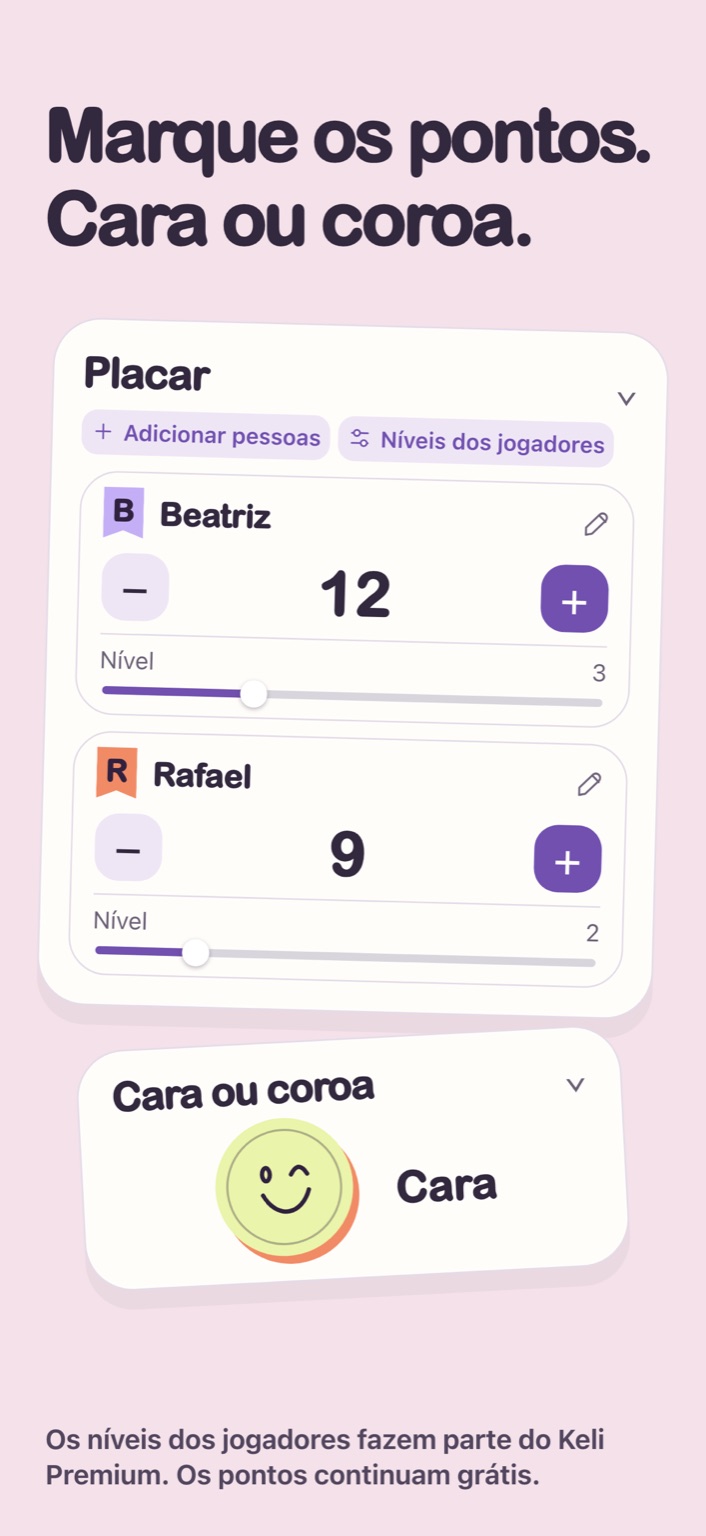 Marque os pontos.
Cara ou coroa.
Placar
+ Adicionar pessoas
Níveis dos jogadores
B Beatriz
− 12 +
Nível 3
R Rafael
− 9 +
Nível 2
Cara ou coroa
Cara
Os níveis dos jogadores fazem parte do Keli
Premium. Os pontos continuam grátis.